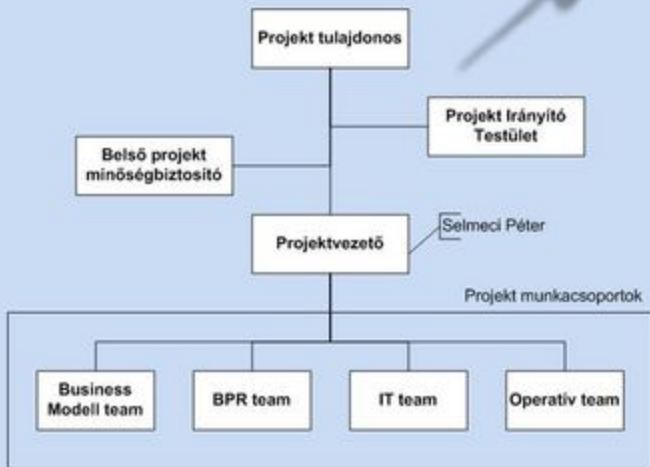 Projekt tulajdonos
Projekt Irányító
Testület
Belső projekt
minőségbiztosító
Projektvezető
Selmeci Péter
Projekt munkacsoportok
Business
Modell team
BPR team
IT team
Operatív team